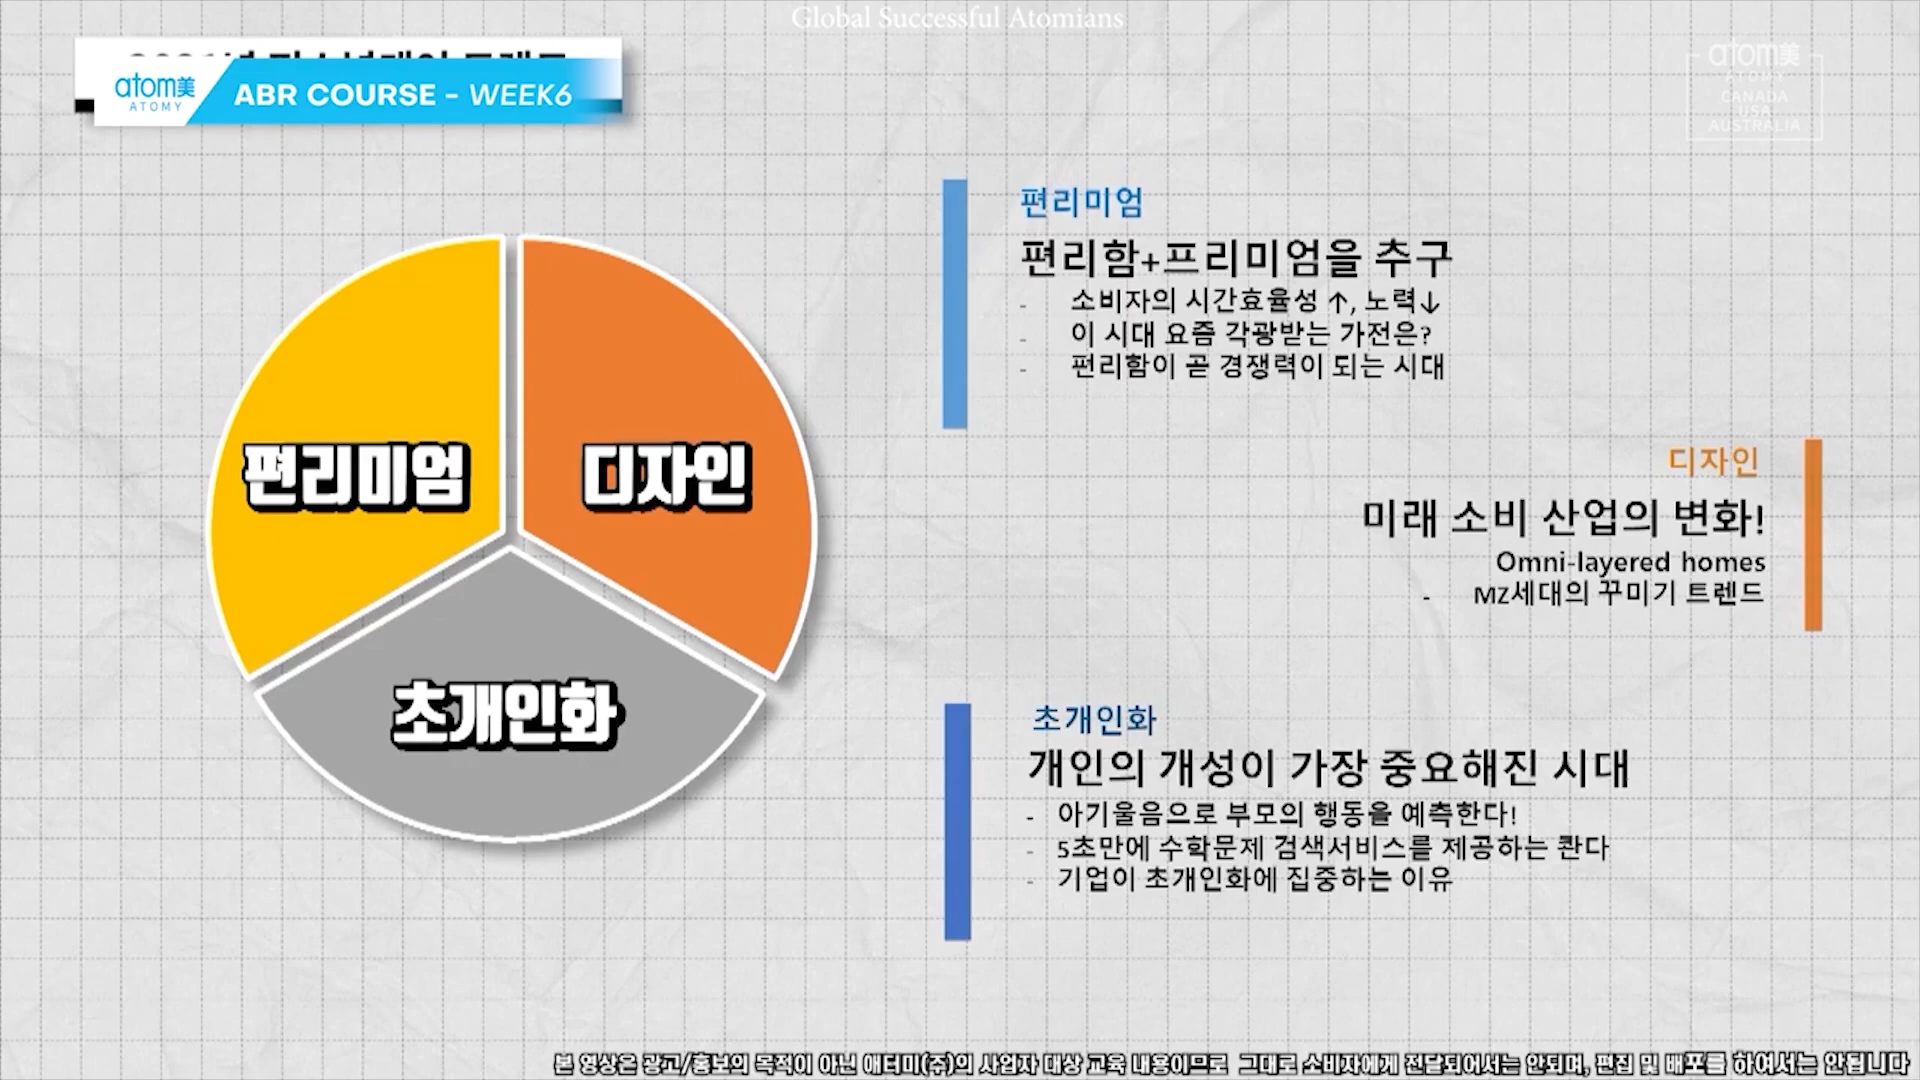 Global Successful Atomians
atom美
ATOMY
ABR COURSE - WEEK6
atom美
ATOMY
CANADA
USA
AUSTRALIA
편리미엄
디자인
초개인화
편리미엄
편리함+프리미엄을 추구
- 소비자의 시간효율성 ↑, 노력↓
- 이 시대 요즘 각광받는 가전은?
- 편리함이 곧 경쟁력이 되는 시대
디자인
미래 소비 산업의 변화!
Omni-layered homes
- MZ세대의 꾸미기 트렌드
초개인화
개인의 개성이 가장 중요해진 시대
- 아기울음으로 부모의 행동을 예측한다!
- 5초만에 수학문제 검색서비스를 제공하는 콴다
- 기업이 초개인화에 집중하는 이유
본 영상은 광고/홍보의 목적이 아닌 애터미(주)의 사업자 대상 교육 내용이므로 그대로 소비자에게 전달되어서는 안되며, 편집 및 배포를 하여서는 안됩니다